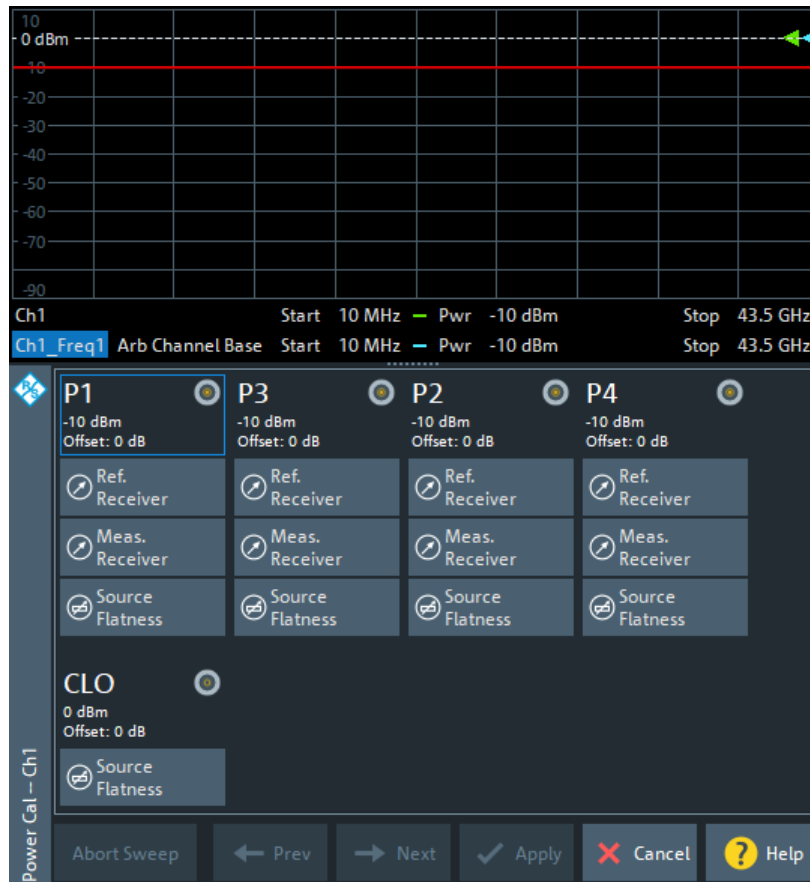 10
0 dBm
-10
-20
-30
-40
-50
-60
-70
-90
Ch1 Start 10 MHz — Pwr -10 dBm Stop 43.5 GHz
Ch1_Freq1 Arb Channel Base Start 10 MHz — Pwr -10 dBm Stop 43.5 GHz
R/S
P1 P3 P2 P4
-10 dBm -10 dBm -10 dBm -10 dBm
Offset: 0 dB Offset: 0 dB Offset: 0 dB Offset: 0 dB
Ref. Ref. Ref. Ref.
Receiver Receiver Receiver Receiver
Meas. Meas. Meas. Meas.
Receiver Receiver Receiver Receiver
Source Source Source Source
Flatness Flatness Flatness Flatness
CLO
0 dBm
Offset: 0 dB
Source
Flatness
Power Cal – Ch1
Abort Sweep Prev Next Apply Cancel ? Help